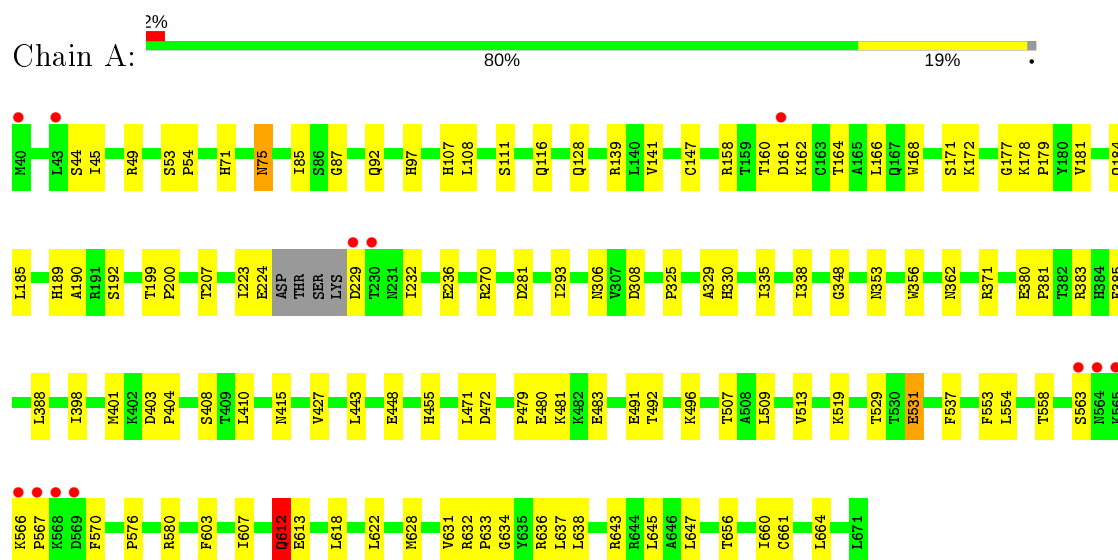 2%
Chain A:
80% 19% •
M40 L43 S44 I45 R49 S53 P54 H71 N75 I85 S86 G87 Q92 H97 H107 L108 S111 Q116 Q128 R139 L140 V141 C147 R158 T159 T160 D161 K162 C163 T164 A165 L166 Q167 W168 S171 K172 G177 K178 P179 Y180 V181 Q184
L185 H189 A190 R191 S192 T199 P200 T207 I223 E224 ASP THR SER LYS D229 T230 N231 I232 E236 R270 D281 I293 N306 V307 D308 P325 A329 H330 I335 I338 G348 N353 W356 N362 R371 E380 P381 T382 R383 H384 E385
L388 I398 M401 K402 D403 P404 S408 T409 L410 N415 V427 L443 E448 H455 L471 D472 P479 E480 K481 K482 E483 E491 T492 K496 T507 A508 L509 V513 K519 T529 T530 E531 F537 F553 L554 T558 S563 N564 K565
K566 P567 K568 D569 F570 P576 R580 F603 I607 Q612 E613 L618 L622 M628 V631 R632 P633 G634 Y635 R636 L637 L638 R643 R644 L645 A646 L647 T656 I660 C661 L664 L671